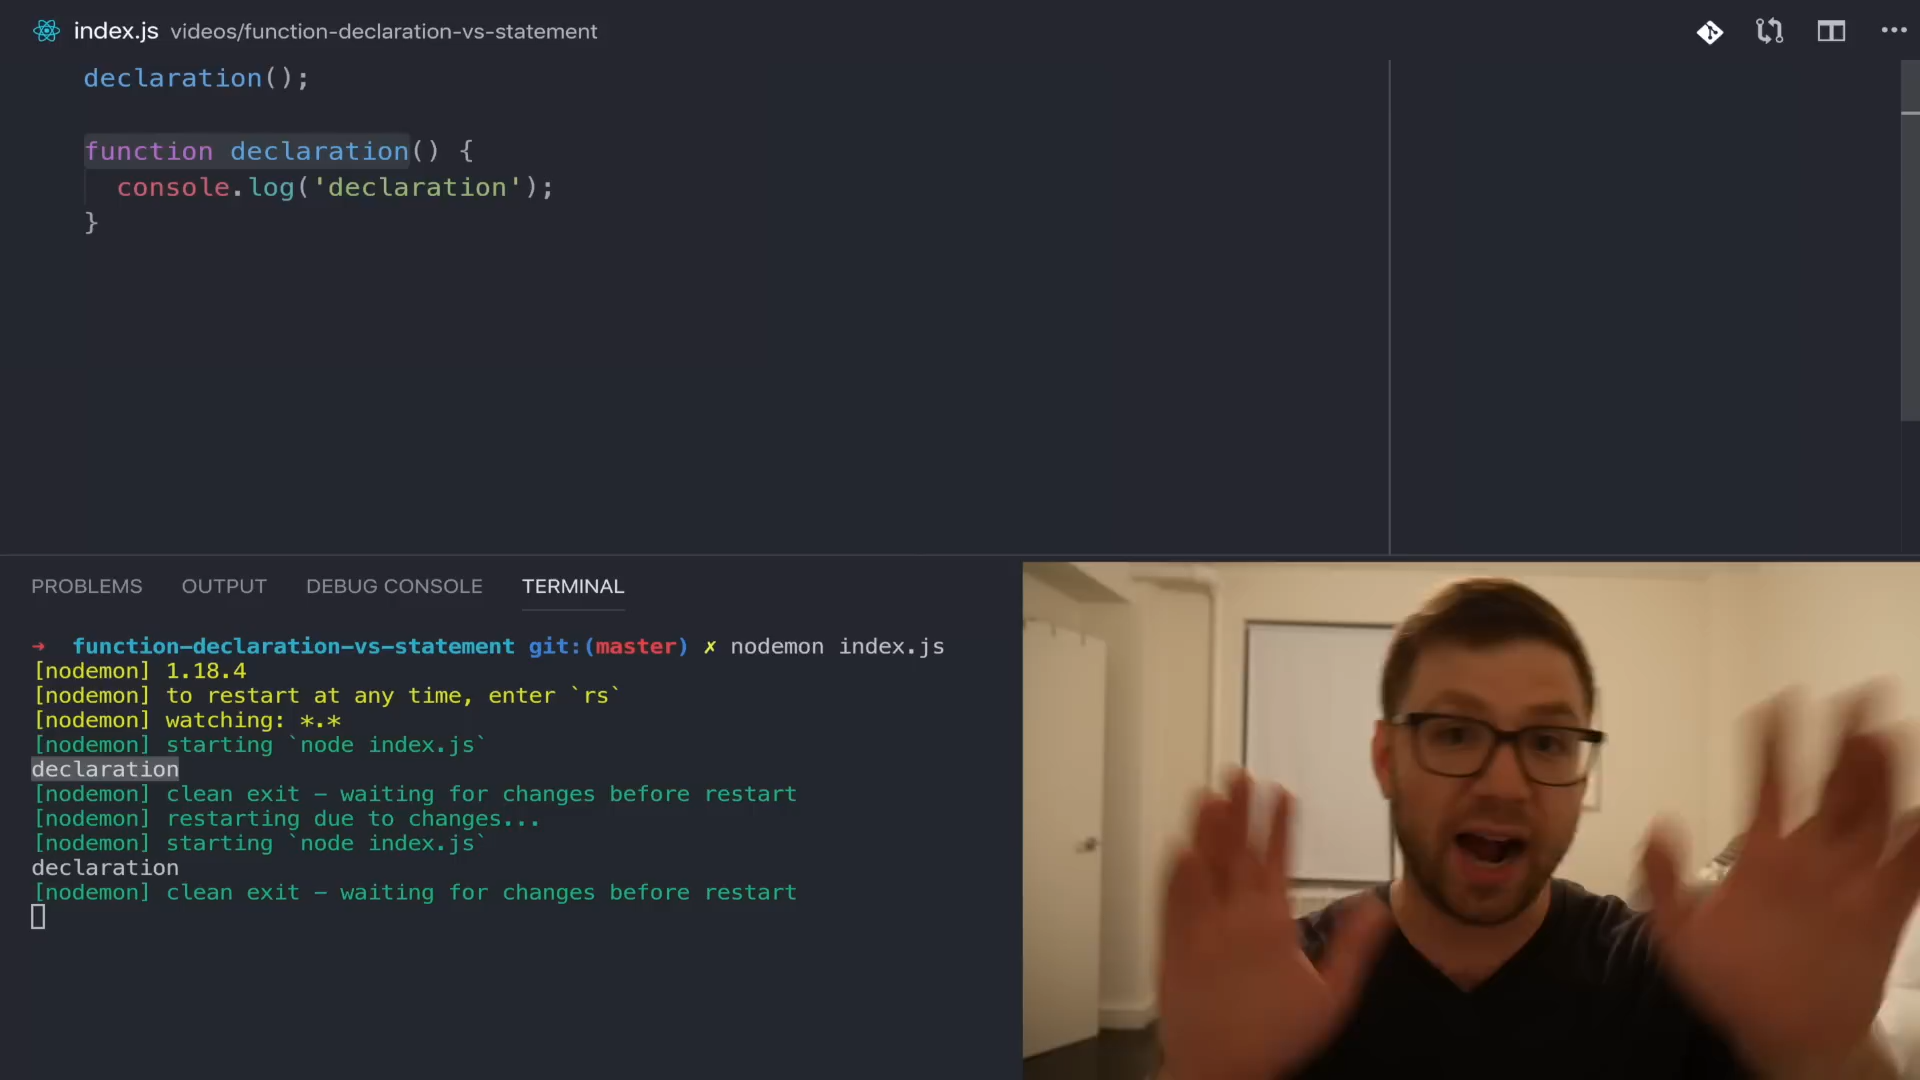 index.js videos/function-declaration-vs-statement
declaration();
function declaration() {
console.log('declaration');
}
PROBLEMS OUTPUT DEBUG CONSOLE TERMINAL
→ function-declaration-vs-statement git:(master) ✗ nodemon index.js
[nodemon] 1.18.4
[nodemon] to restart at any time, enter `rs`
[nodemon] watching: *.*
[nodemon] starting `node index.js`
declaration
[nodemon] clean exit - waiting for changes before restart
[nodemon] restarting due to changes...
[nodemon] starting `node index.js`
declaration
[nodemon] clean exit - waiting for changes before restart